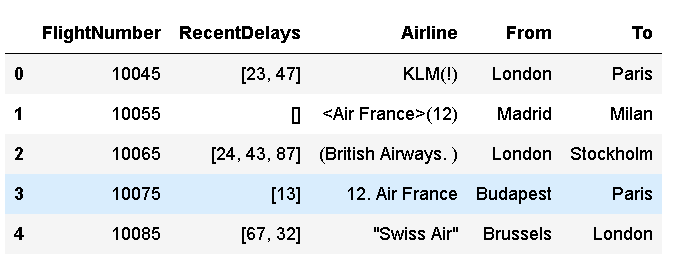 FlightNumber RecentDelays Airline From To
0 10045 [23, 47] KLM(!) London Paris
1 10055 [] <Air France>(12) Madrid Milan
2 10065 [24, 43, 87] (British Airways. ) London Stockholm
3 10075 [13] 12. Air France Budapest Paris
4 10085 [67, 32] "Swiss Air" Brussels London